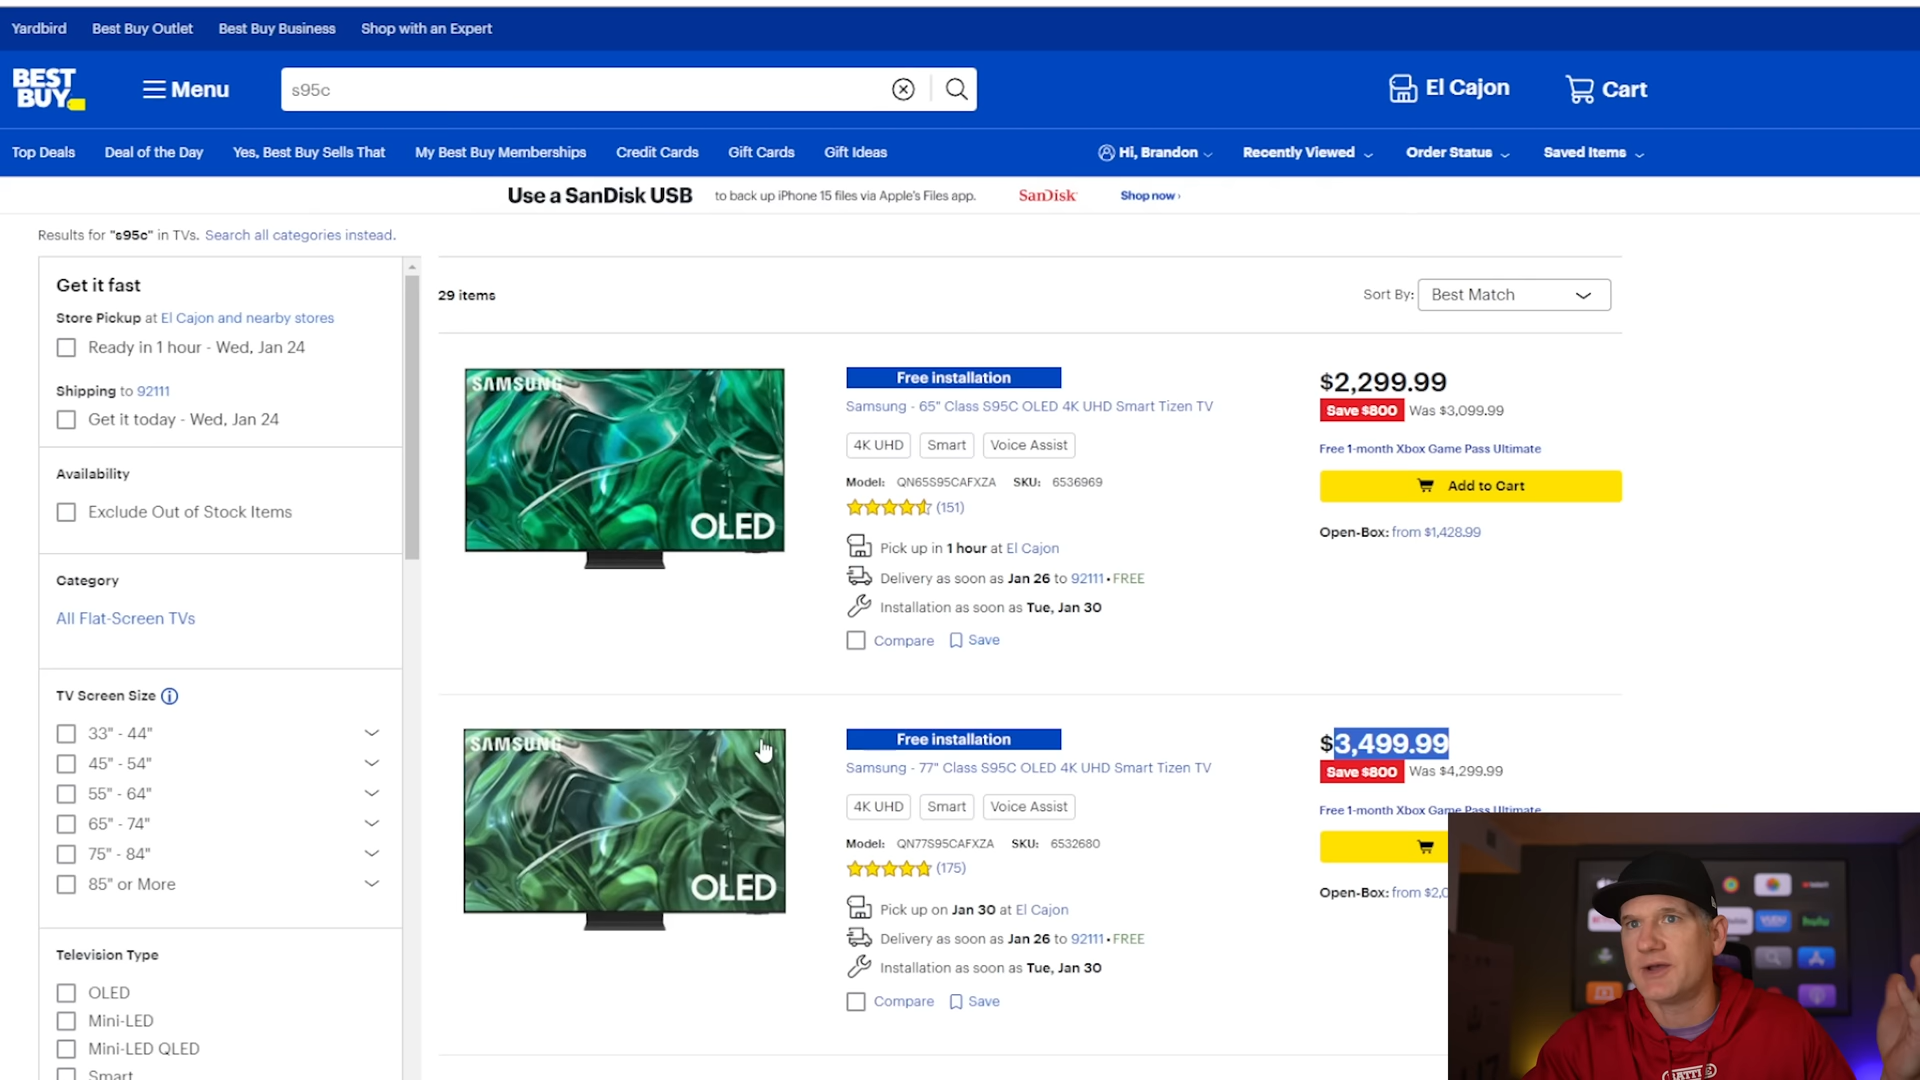 Yardbird Best Buy Outlet Best Buy Business Shop with an Expert
BEST
BUY
Menu
s95c
El Cajon
Cart
Top Deals Deal of the Day Yes, Best Buy Sells That My Best Buy Memberships Credit Cards Gift Cards Gift Ideas Hi, Brandon Recently Viewed Order Status Saved Items
Use a SanDisk USB to back up iPhone 15 files via Apple's Files app. SanDisk Shop now ›
Results for "s95c" in TVs. Search all categories instead.
Get it fast
Store Pickup at El Cajon and nearby stores
Ready in 1 hour - Wed, Jan 24
Shipping to 92111
Get it today - Wed, Jan 24
Availability
Exclude Out of Stock Items
Category
All Flat-Screen TVs
TV Screen Size
33" - 44"
45" - 54"
55" - 64"
65" - 74"
75" - 84"
85" or More
Television Type
OLED
Mini-LED
Mini-LED QLED
Smart
29 items
Sort By: Best Match
SAMSUNG
OLED
Free installation
Samsung - 65" Class S95C OLED 4K UHD Smart Tizen TV
4K UHD Smart Voice Assist
Model: QN65S95CAFXZA SKU: 6536969
(151)
Pick up in 1 hour at El Cajon
Delivery as soon as Jan 26 to 92111 • FREE
Installation as soon as Tue, Jan 30
Compare Save
$2,299.99
Save $800 Was $3,099.99
Free 1-month Xbox Game Pass Ultimate
Add to Cart
Open-Box: from $1,428.99
SAMSUNG
OLED
Free installation
Samsung - 77" Class S95C OLED 4K UHD Smart Tizen TV
4K UHD Smart Voice Assist
Model: QN77S95CAFXZA SKU: 6532680
(175)
Pick up on Jan 30 at El Cajon
Delivery as soon as Jan 26 to 92111 • FREE
Installation as soon as Tue, Jan 30
Compare Save
$3,499.99
Save $800 Was $4,299.99
Free 1-month Xbox Game Pass Ultimate
Open-Box: from $2,0
hulu